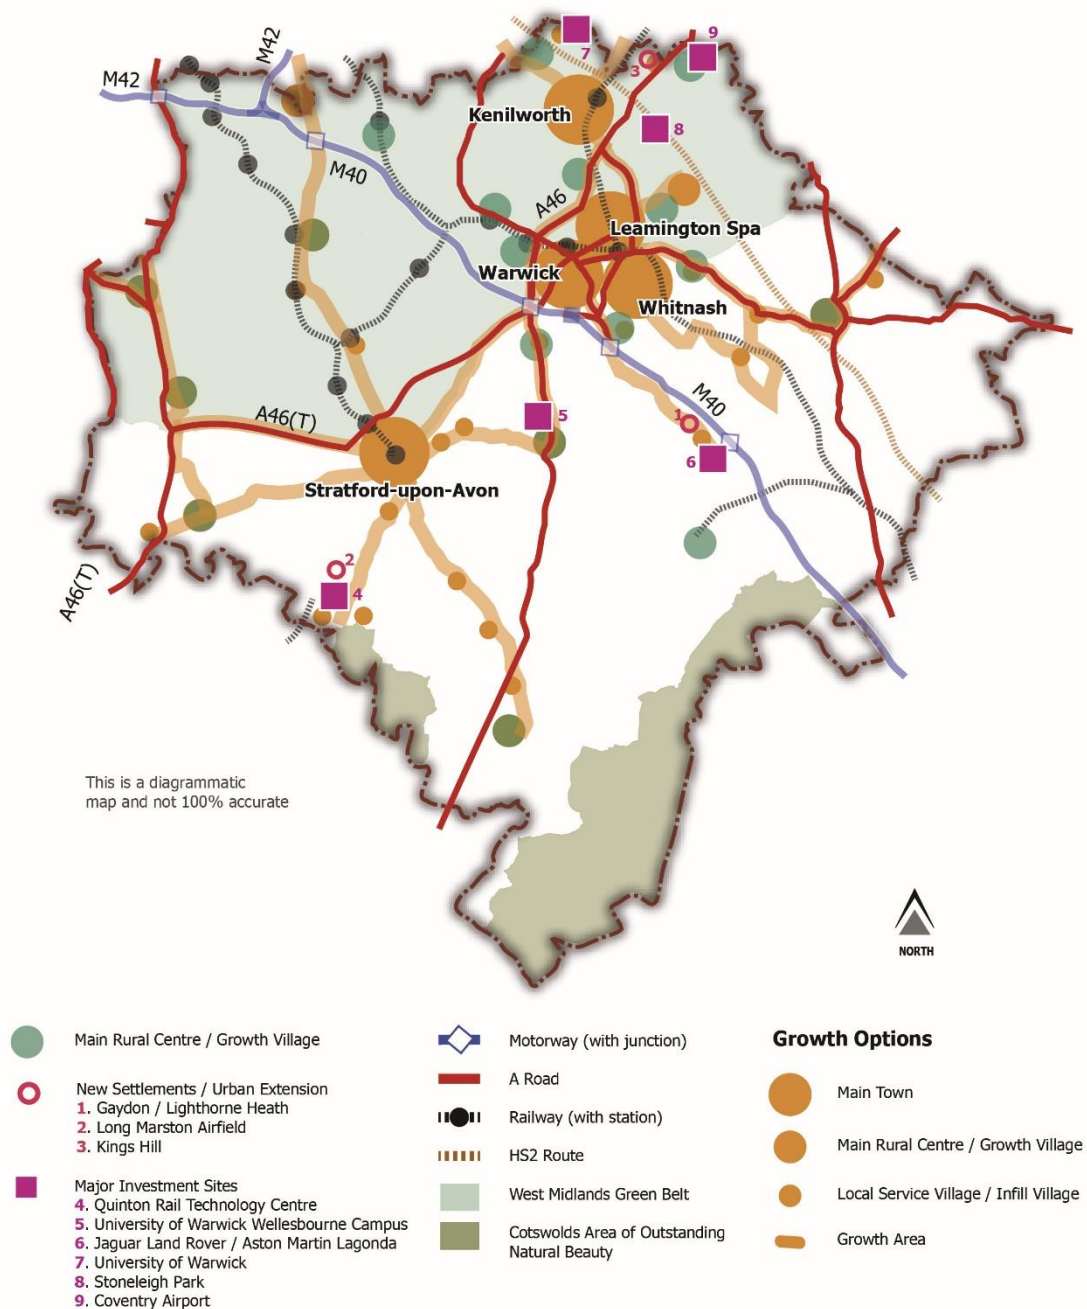 M42
M42
7
9
3
Kenilworth
8
M40
A46
Leamington Spa
Warwick
Whitnash
A46(T)
5
M40
1
6
Stratford-upon-Avon
2
4
A46(T)
This is a diagrammatic
map and not 100% accurate
NORTH
Main Rural Centre / Growth Village
New Settlements / Urban Extension
1. Gaydon / Lighthorne Heath
2. Long Marston Airfield
3. Kings Hill
Major Investment Sites
4. Quinton Rail Technology Centre
5. University of Warwick Wellesbourne Campus
6. Jaguar Land Rover / Aston Martin Lagonda
7. University of Warwick
8. Stoneleigh Park
9. Coventry Airport
Motorway (with junction)
A Road
Railway (with station)
HS2 Route
West Midlands Green Belt
Cotswolds Area of Outstanding
Natural Beauty
Growth Options
Main Town
Main Rural Centre / Growth Village
Local Service Village / Infill Village
Growth Area